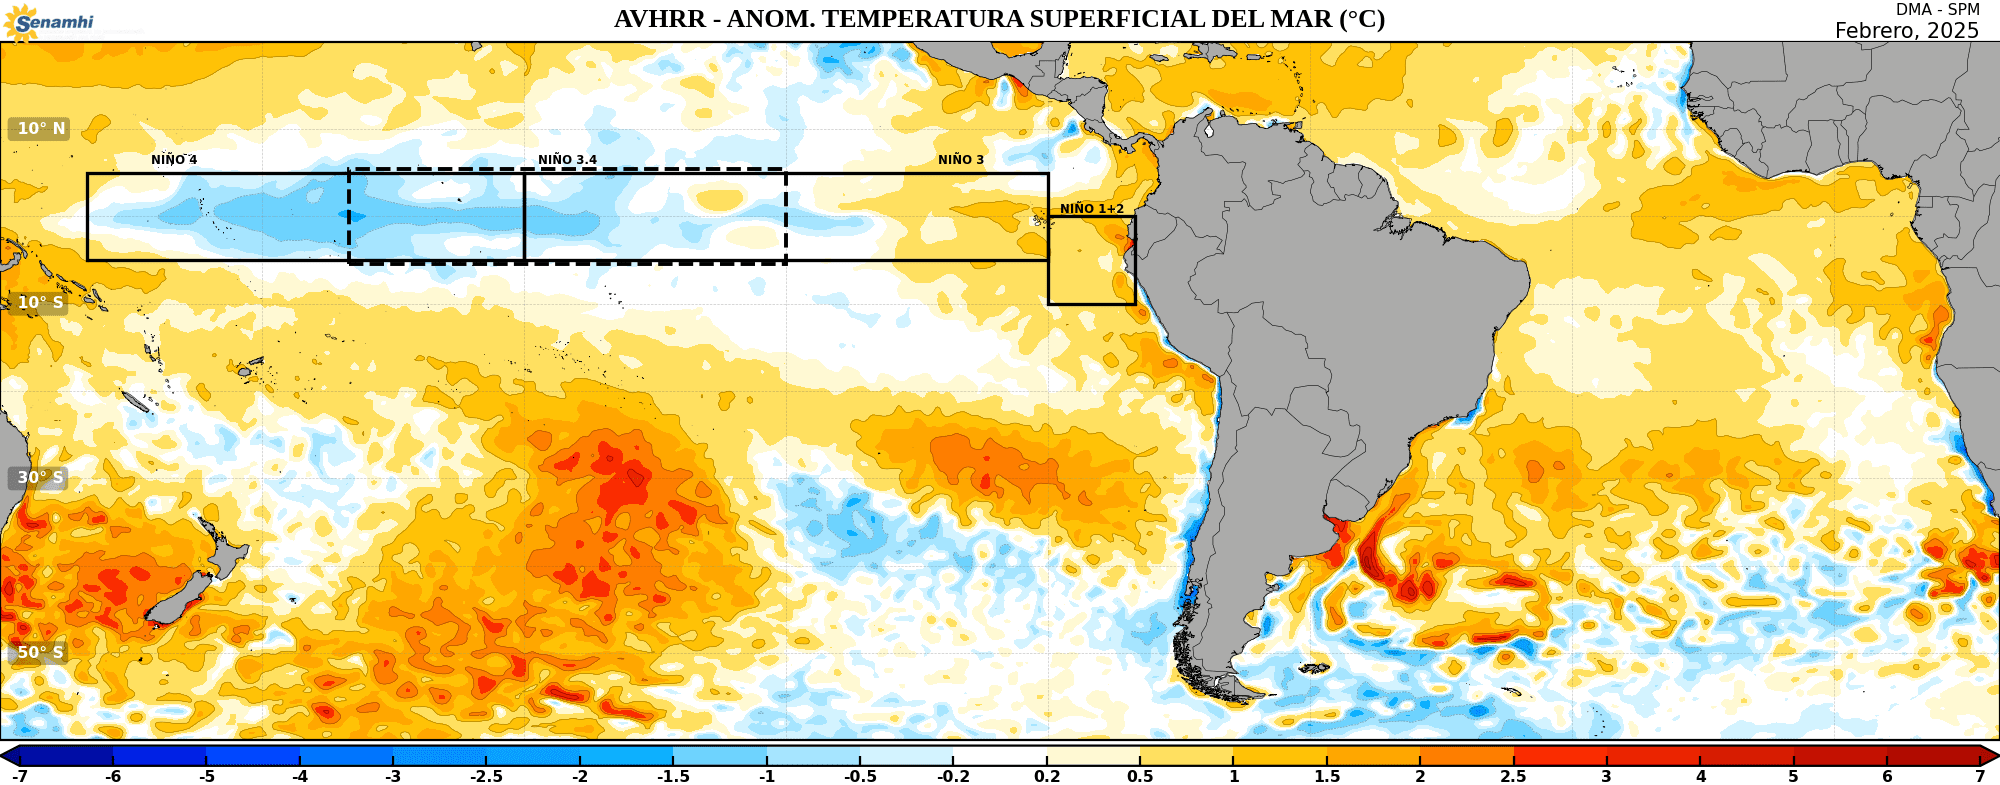 Senamhi
AVHRR - ANOM. TEMPERATURA SUPERFICIAL DEL MAR (°C)
DMA - SPM
Febrero, 2025
10° N
NIÑO 4
NIÑO 3.4
NIÑO 3
NIÑO 1+2
10° S
30° S
50° S
-7 -6 -5 -4 -3 -2.5 -2 -1.5 -1 -0.5 -0.2 0.2 0.5 1 1.5 2 2.5 3 4 5 6 7